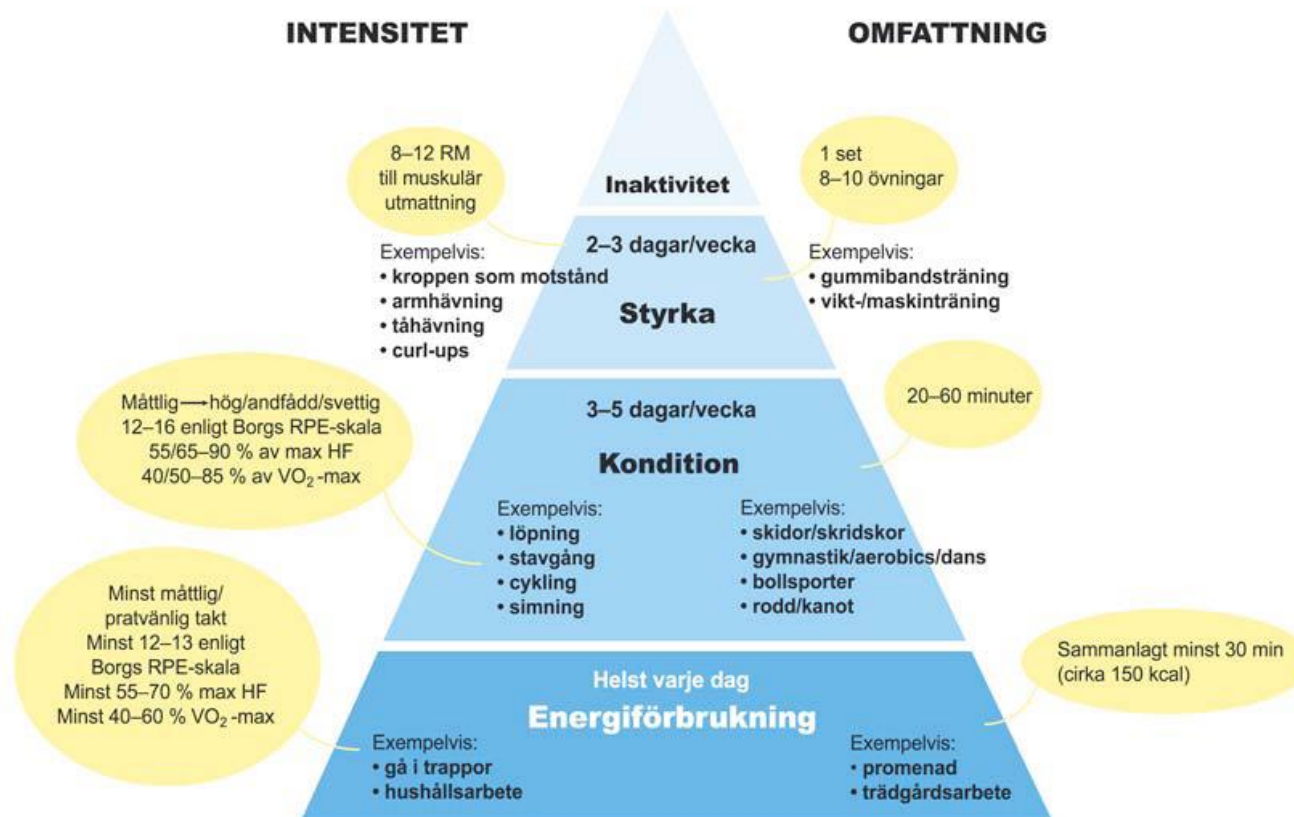 INTENSITET
OMFATTNING
8–12 RM
till muskulär
utmattning
1 set
8–10 övningar
Inaktivitet
2–3 dagar/vecka
Styrka
Exempelvis:
• kroppen som motstånd
• armhävning
• tåhävning
• curl-ups
Exempelvis:
• gummibandsträning
• vikt-/maskinträning
Måttlig→hög/andfådd/svettig
12–16 enligt Borgs RPE-skala
55/65–90 % av max HF
40/50–85 % av VO₂-max
3–5 dagar/vecka
Kondition
20–60 minuter
Exempelvis:
• löpning
• stavgång
• cykling
• simning
Exempelvis:
• skidor/skridskor
• gymnastik/aerobics/dans
• bollsporter
• rodd/kanot
Minst måttlig/
pratvänlig takt
Minst 12–13 enligt
Borgs RPE-skala
Minst 55–70 % max HF
Minst 40–60 % VO₂-max
Helst varje dag
Energiförbrukning
Sammanlagt minst 30 min
(cirka 150 kcal)
Exempelvis:
• gå i trappor
• hushållsarbete
Exempelvis:
• promenad
• trädgårdsarbete